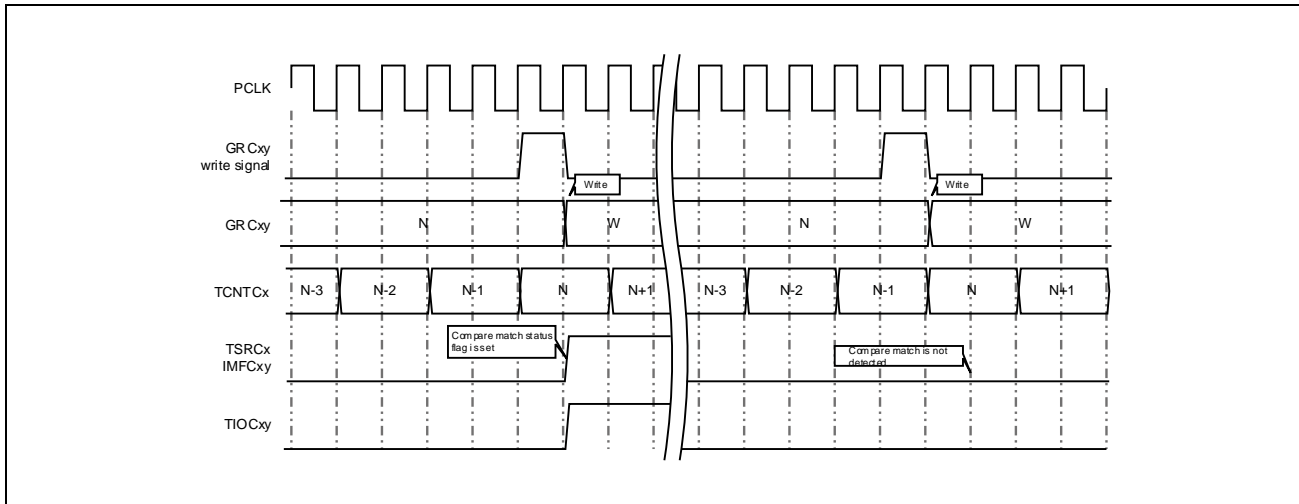 PCLK
GRCxy
write signal
Write
Write
GRCxy
N
W
N
W
TCNTCx
N-3
N-2
N-1
N
N+1
N-3
N-2
N-1
N
N+1
Compare match status
flag is set
Compare match is not
detected
TSRCx
IMFCxy
TIOCxy